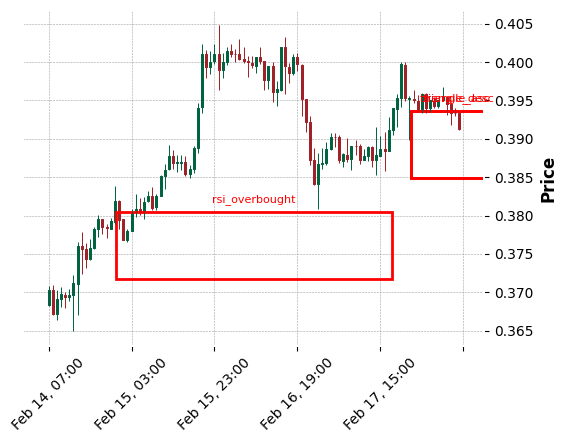 0.405
0.400
0.395
0.390
0.385
0.380
0.375
0.370
0.365
Price
rsi_overbought
Feb 14, 07:00
Feb 15, 03:00
Feb 15, 23:00
Feb 16, 19:00
Feb 17, 15:00